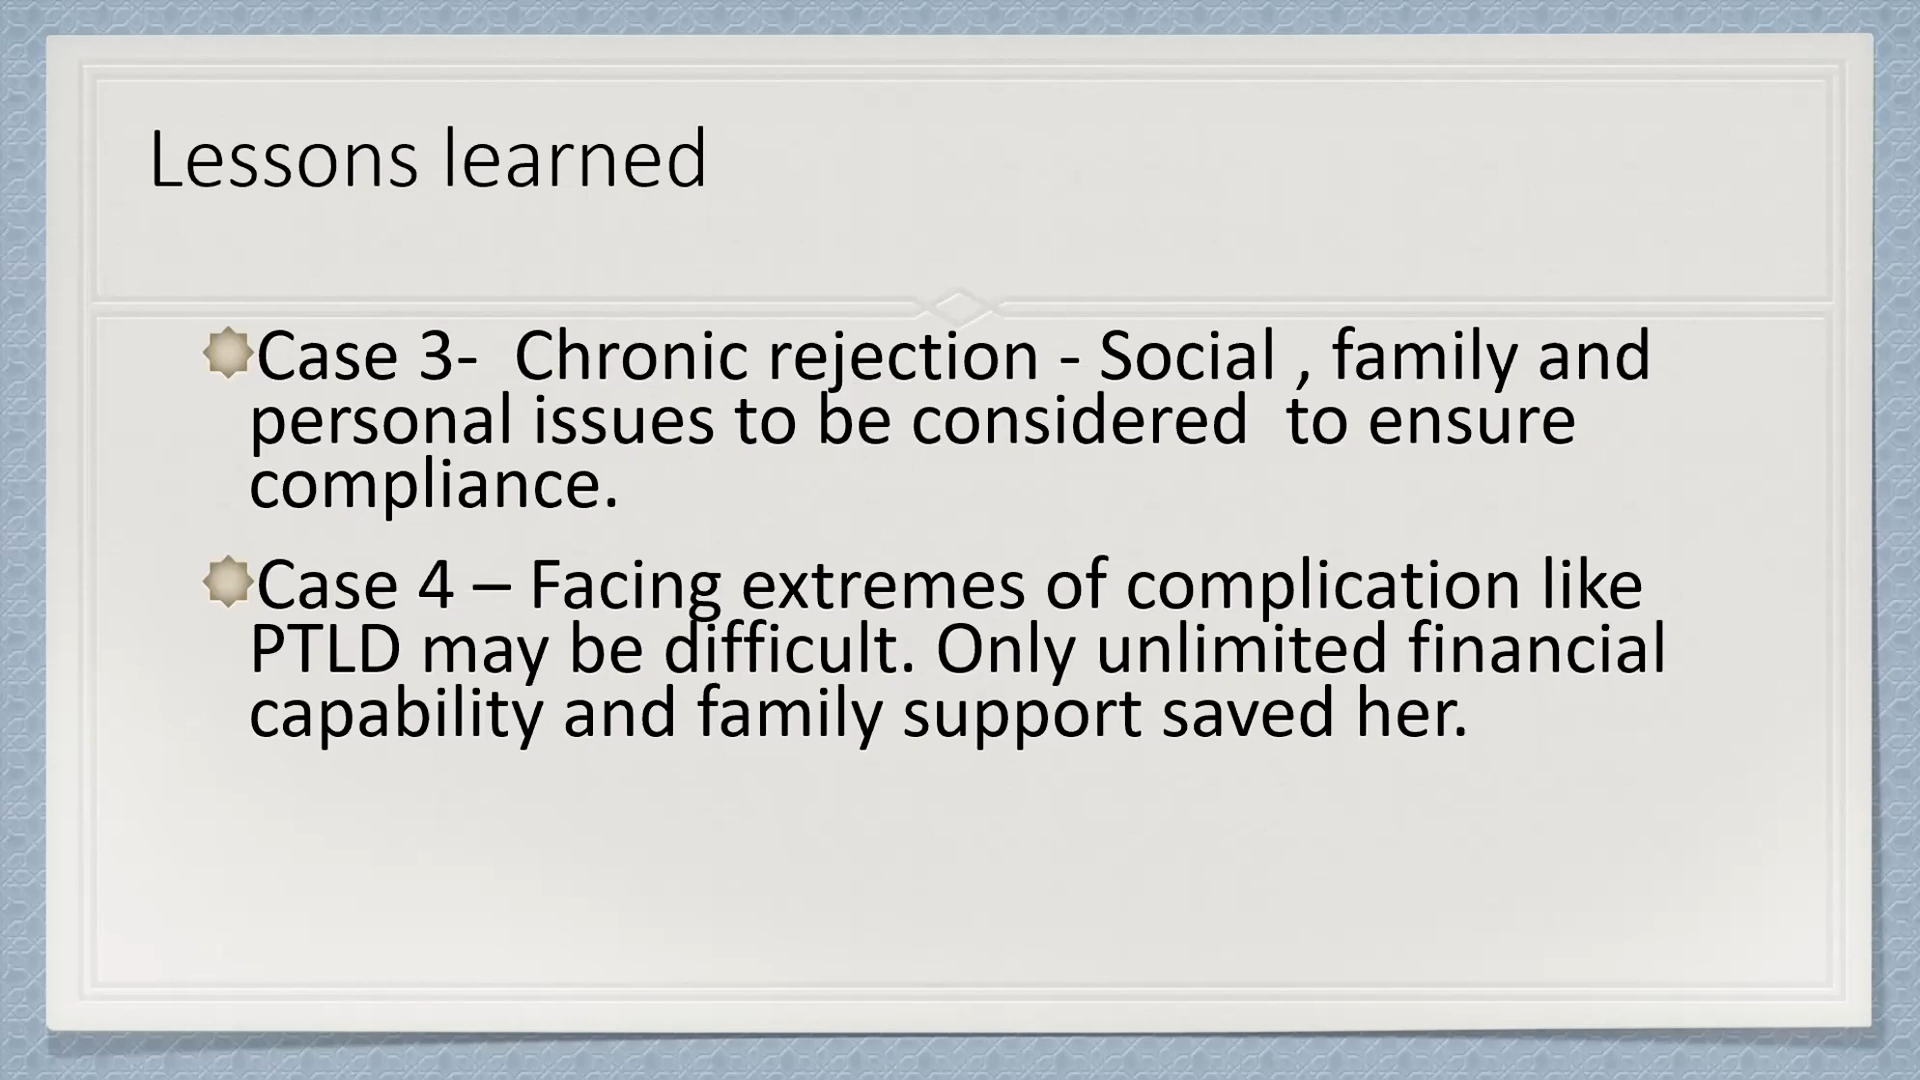 Lessons learned
Case 3-  Chronic rejection - Social , family and
personal issues to be considered  to ensure
compliance.
Case 4 – Facing extremes of complication like
PTLD may be difficult. Only unlimited financial
capability and family support saved her.